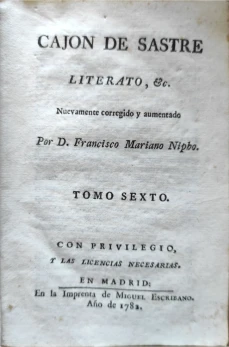 CAJON DE SASTRE
LITERATO, &c.
Nuevamente corregido y aumentado
Por D. Francisco Mariano Nipho.
TOMO SEXTO.
CON PRIVILEGIO,
Y LAS LICENCIAS NECESARIAS.
EN MADRID:
En la Imprenta de MIGUEL ESCRIBANO.
Año de 1782.